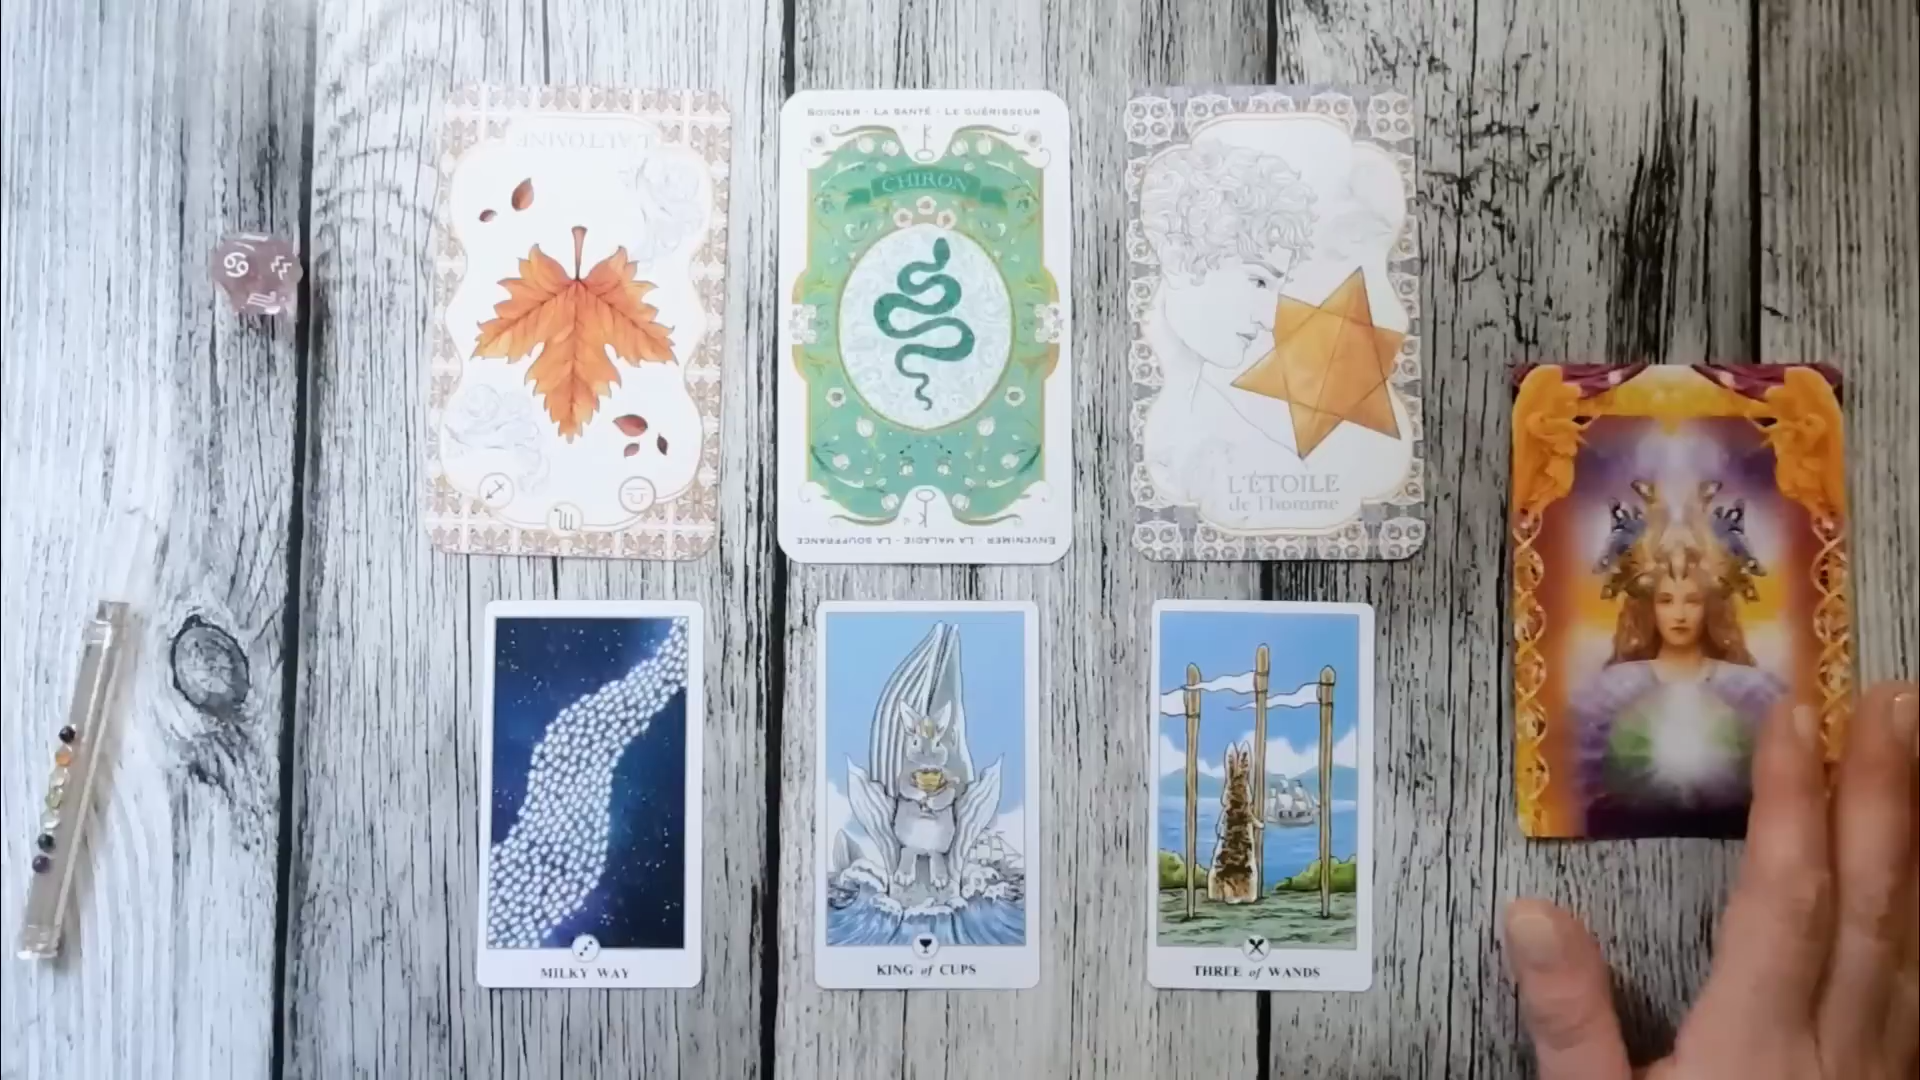 L'AUTOMNE
SOIGNER - LA SANTÉ - LE GUÉRISSEUR
CHIRON
ENVENIMER - LA MALADIE - LA SOUFFRANCE
L'ÉTOILE
de l'homme
MILKY WAY
KING of CUPS
THREE of WANDS